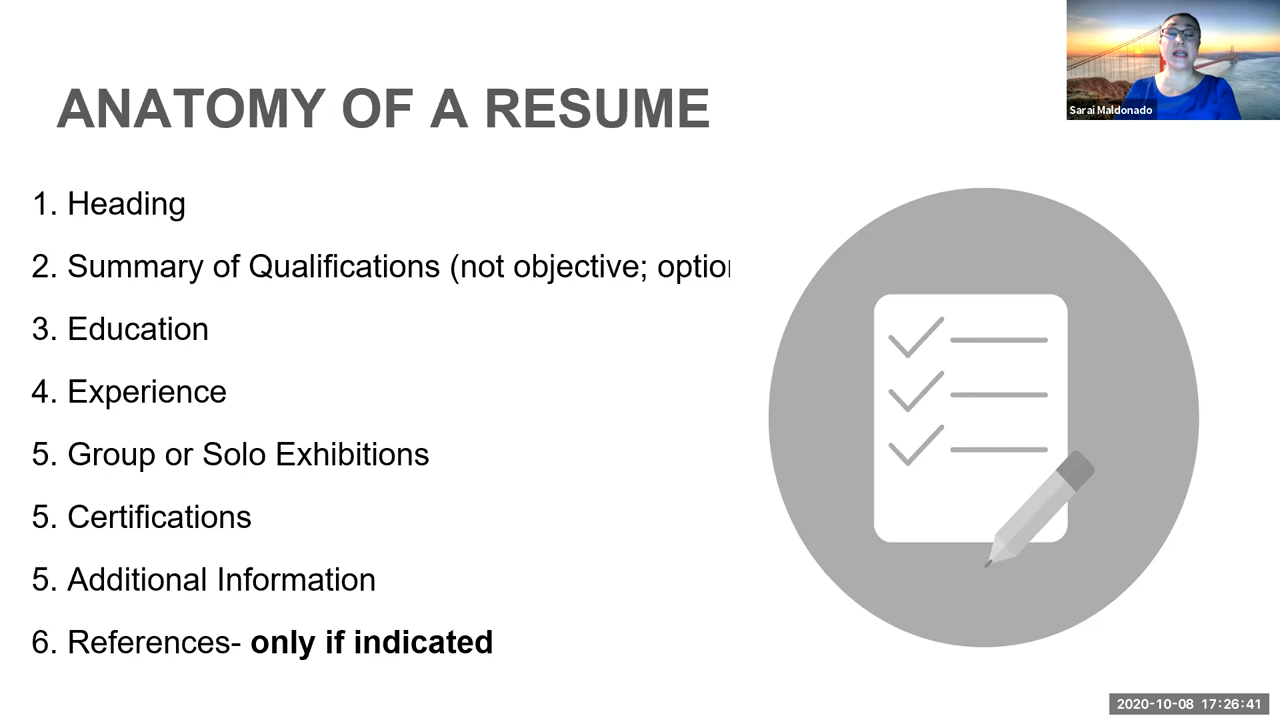 ANATOMY OF A RESUME
Sarai Maldonado
1. Heading
2. Summary of Qualifications (not objective;
3. Education
4. Experience
5. Group or Solo Exhibitions
5. Certifications
5. Additional Information
6. References- only if indicated
2020-10-08 17:26:41